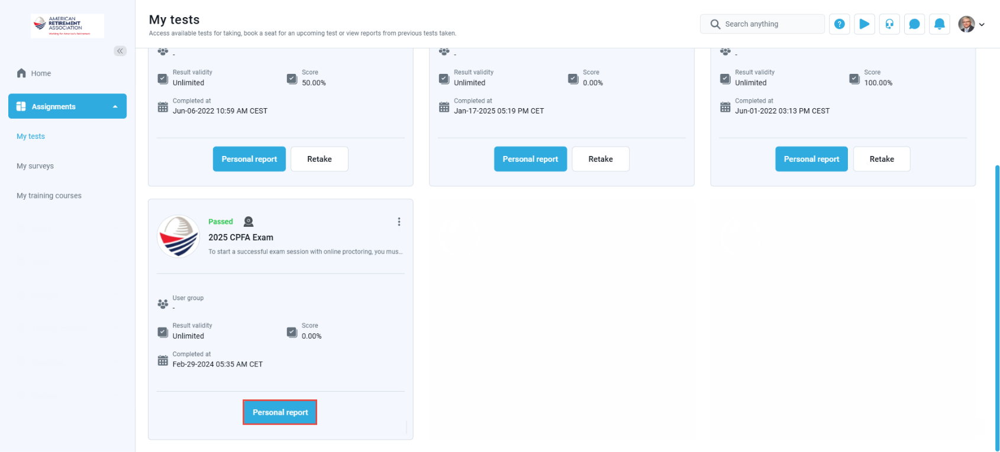 AMERICAN
RETIREMENT
ASSOCIATION
Working for America's Retirement
My tests
Access available tests for taking, book a seat for an upcoming test or view reports from previous tests taken.
Search anything
Home
Assignments
My tests
My surveys
My training courses
-
Result validity
Unlimited
Score
50.00%
Completed at
Jun-06-2022 10:59 AM CEST
Personal report
Retake
-
Result validity
Unlimited
Score
0.00%
Completed at
Jan-17-2025 05:19 PM CET
Personal report
Retake
-
Result validity
Unlimited
Score
100.00%
Completed at
Jun-01-2022 03:13 PM CEST
Personal report
Retake
Passed
2025 CPFA Exam
To start a successful exam session with online proctoring, you mus...
User group
-
Result validity
Unlimited
Score
0.00%
Completed at
Feb-29-2024 05:35 AM CET
Personal report